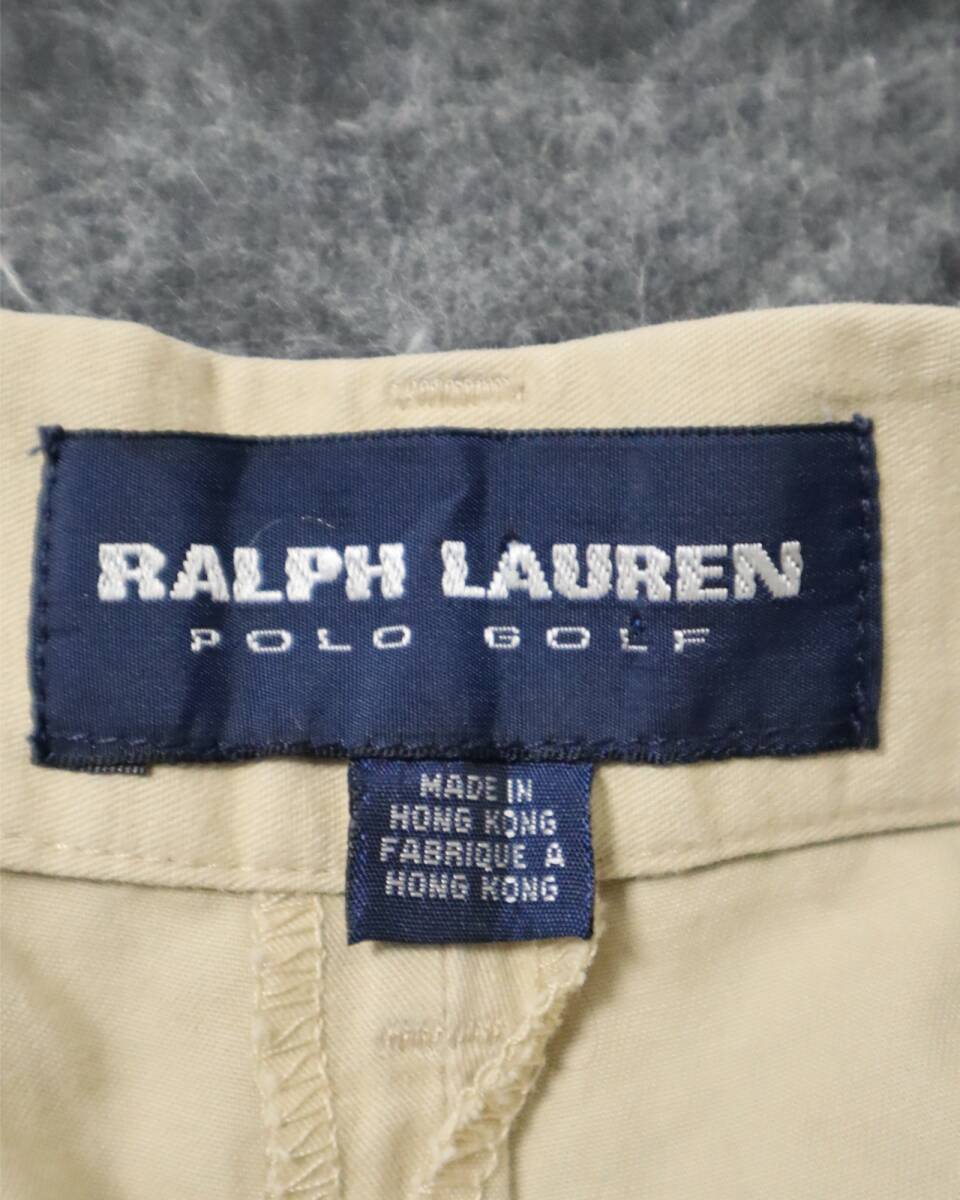 RALPH LAUREN
POLO GOLF
MADE IN
HONG KONG
FABRIQUE A
HONG KONG